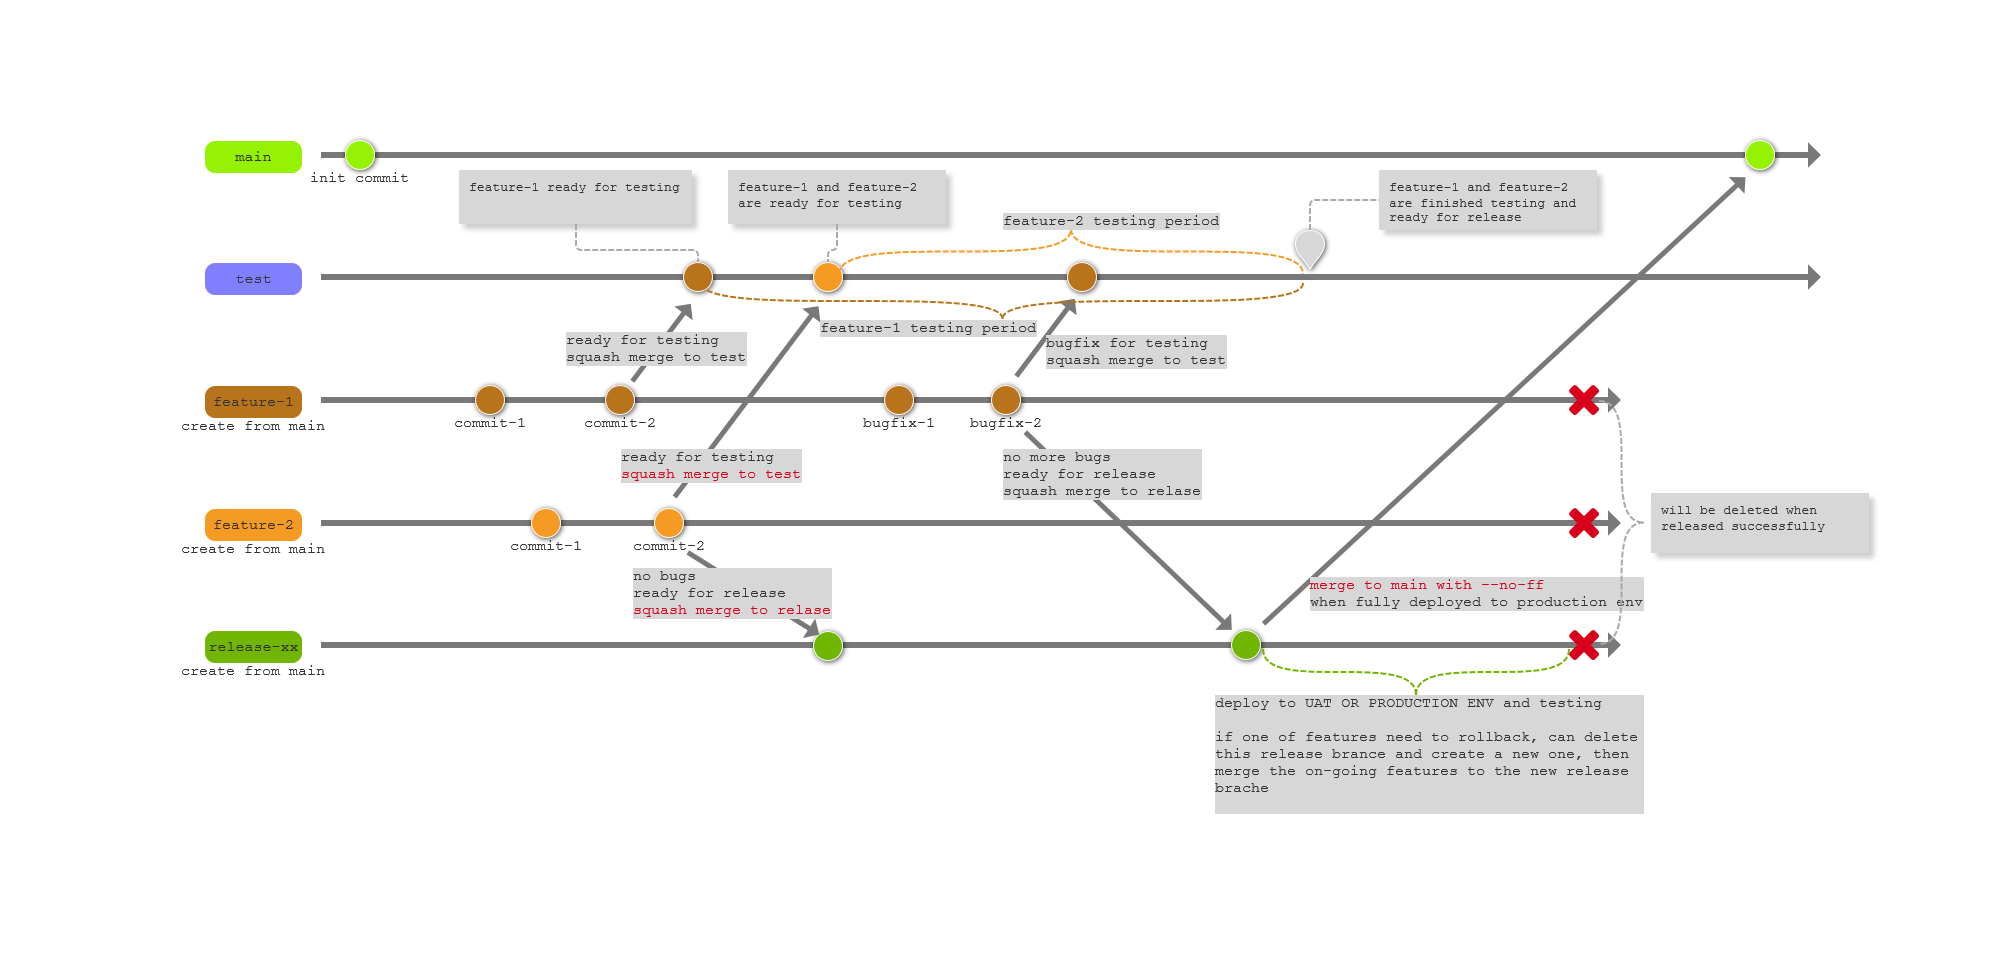 main
init commit
feature-1 ready for testing
feature-1 and feature-2
are ready for testing
feature-1 and feature-2
are finished testing and
ready for release
feature-2 testing period
test
feature-1 testing period
ready for testing
squash merge to test
bugfix for testing
squash merge to test
feature-1
create from main
commit-1
commit-2
bugfix-1
bugfix-2
ready for testing
squash merge to test
no more bugs
ready for release
squash merge to relase
feature-2
create from main
commit-1
commit-2
will be deleted when
released successfully
no bugs
ready for release
squash merge to relase
merge to main with --no-ff
when fully deployed to production env
release-xx
create from main
deploy to UAT OR PRODUCTION ENV and testing
if one of features need to rollback, can delete
this release brance and create a new one, then
merge the on-going features to the new release
brache